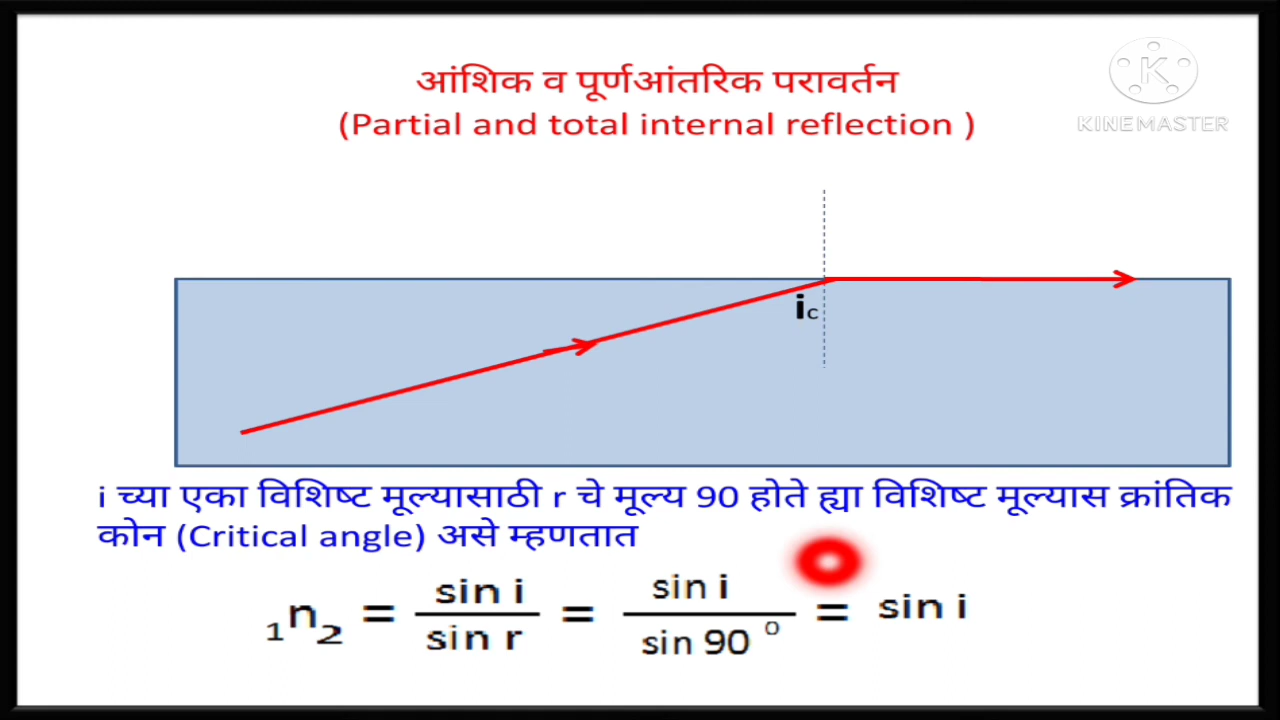 आंशिक व पूर्णआंतरिक परावर्तन
(Partial and total internal reflection )
KINEMASTER
ic
i च्या एका विशिष्ट मूल्यासाठी r चे मूल्य 90 होते ह्या विशिष्ट मूल्यास क्रांतिक
कोन (Critical angle) असे म्हणतात
₁n₂ = sin i / sin r = sin i / sin 90⁰ = sin i